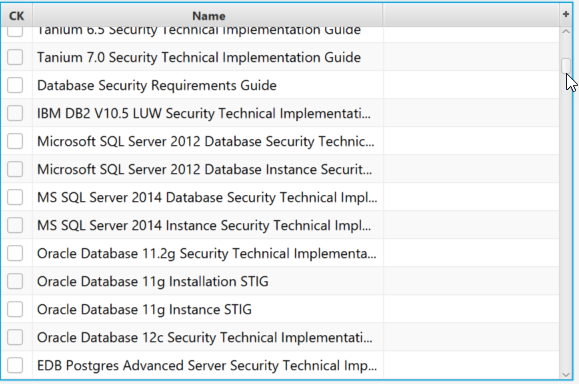 CK Name +
Tanium 6.5 Security Technical Implementation Guide
Tanium 7.0 Security Technical Implementation Guide
Database Security Requirements Guide
IBM DB2 V10.5 LUW Security Technical Implementati...
Microsoft SQL Server 2012 Database Security Technic...
Microsoft SQL Server 2012 Database Instance Securit...
MS SQL Server 2014 Database Security Technical Impl...
MS SQL Server 2014 Instance Security Technical Impl...
Oracle Database 11.2g Security Technical Implementa...
Oracle Database 11g Installation STIG
Oracle Database 11g Instance STIG
Oracle Database 12c Security Technical Implementati...
EDB Postgres Advanced Server Security Technical Imp...